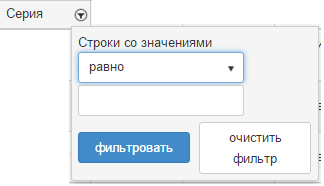 Серия
Строки со значениями
равно
фильтровать
очистить
фильтр